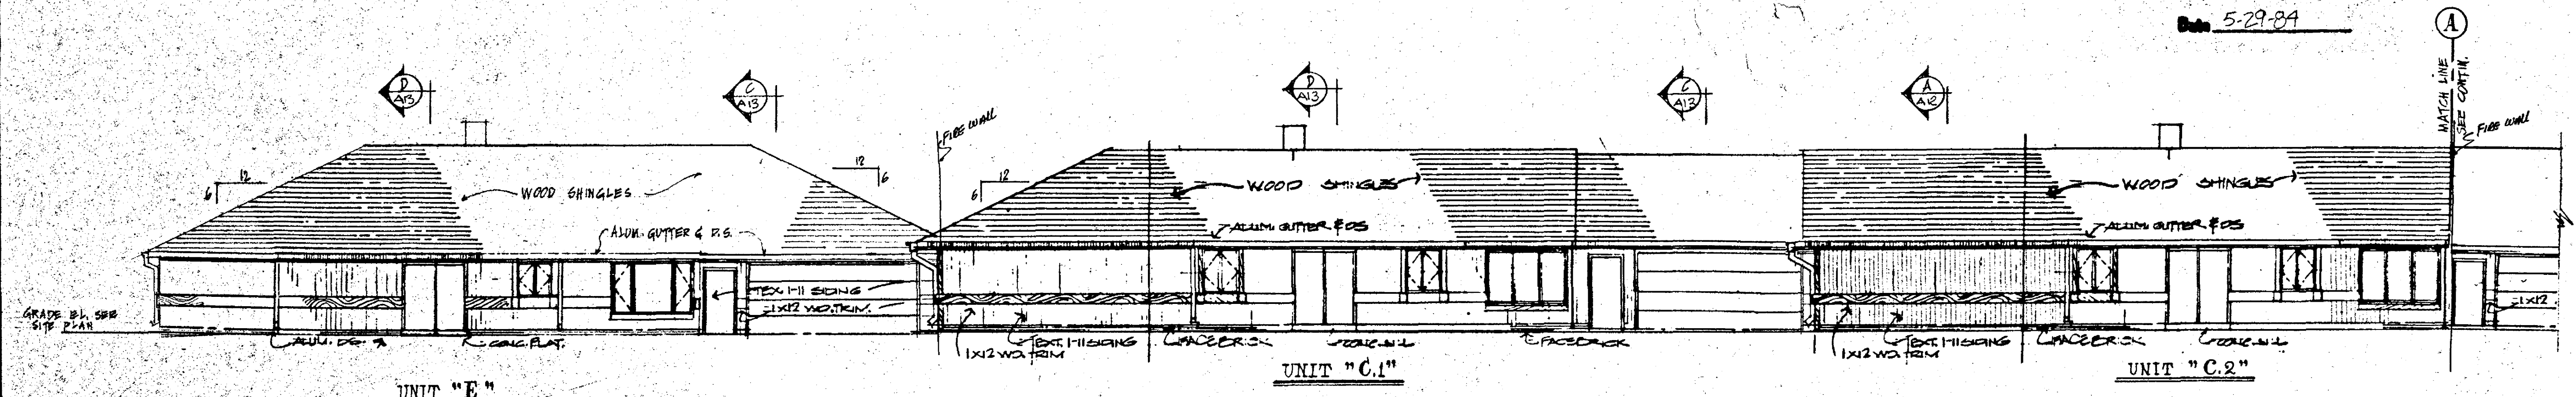 Date 5-29-84
A
MATCH LINE
SEE CONTIN.
FIRE WALL
D
A13
C
A13
D
A13
C
A13
A
A12
FIRE WALL
12
6
WOOD SHINGLES
12
6
12
6
WOOD SHINGLES
WOOD SHINGLES
ALUM. GUTTER & D.S.
ALUM. GUTTER & DS
ALUM. GUTTER & DS
TEX 1-11 SIDING
1X12 WD. TRIM.
1X12
GRADE EL. SEE
SITE PLAN
ALUM. DS.
1X12 WD. TRIM
TEXT. 1-11 SIDING
FACE BRICK
FACE BRICK
1X12 WD. TRIM
TEXT. 1-11 SIDING
FACE BRICK
UNIT "E"
UNIT "C.1"
UNIT "C.2"